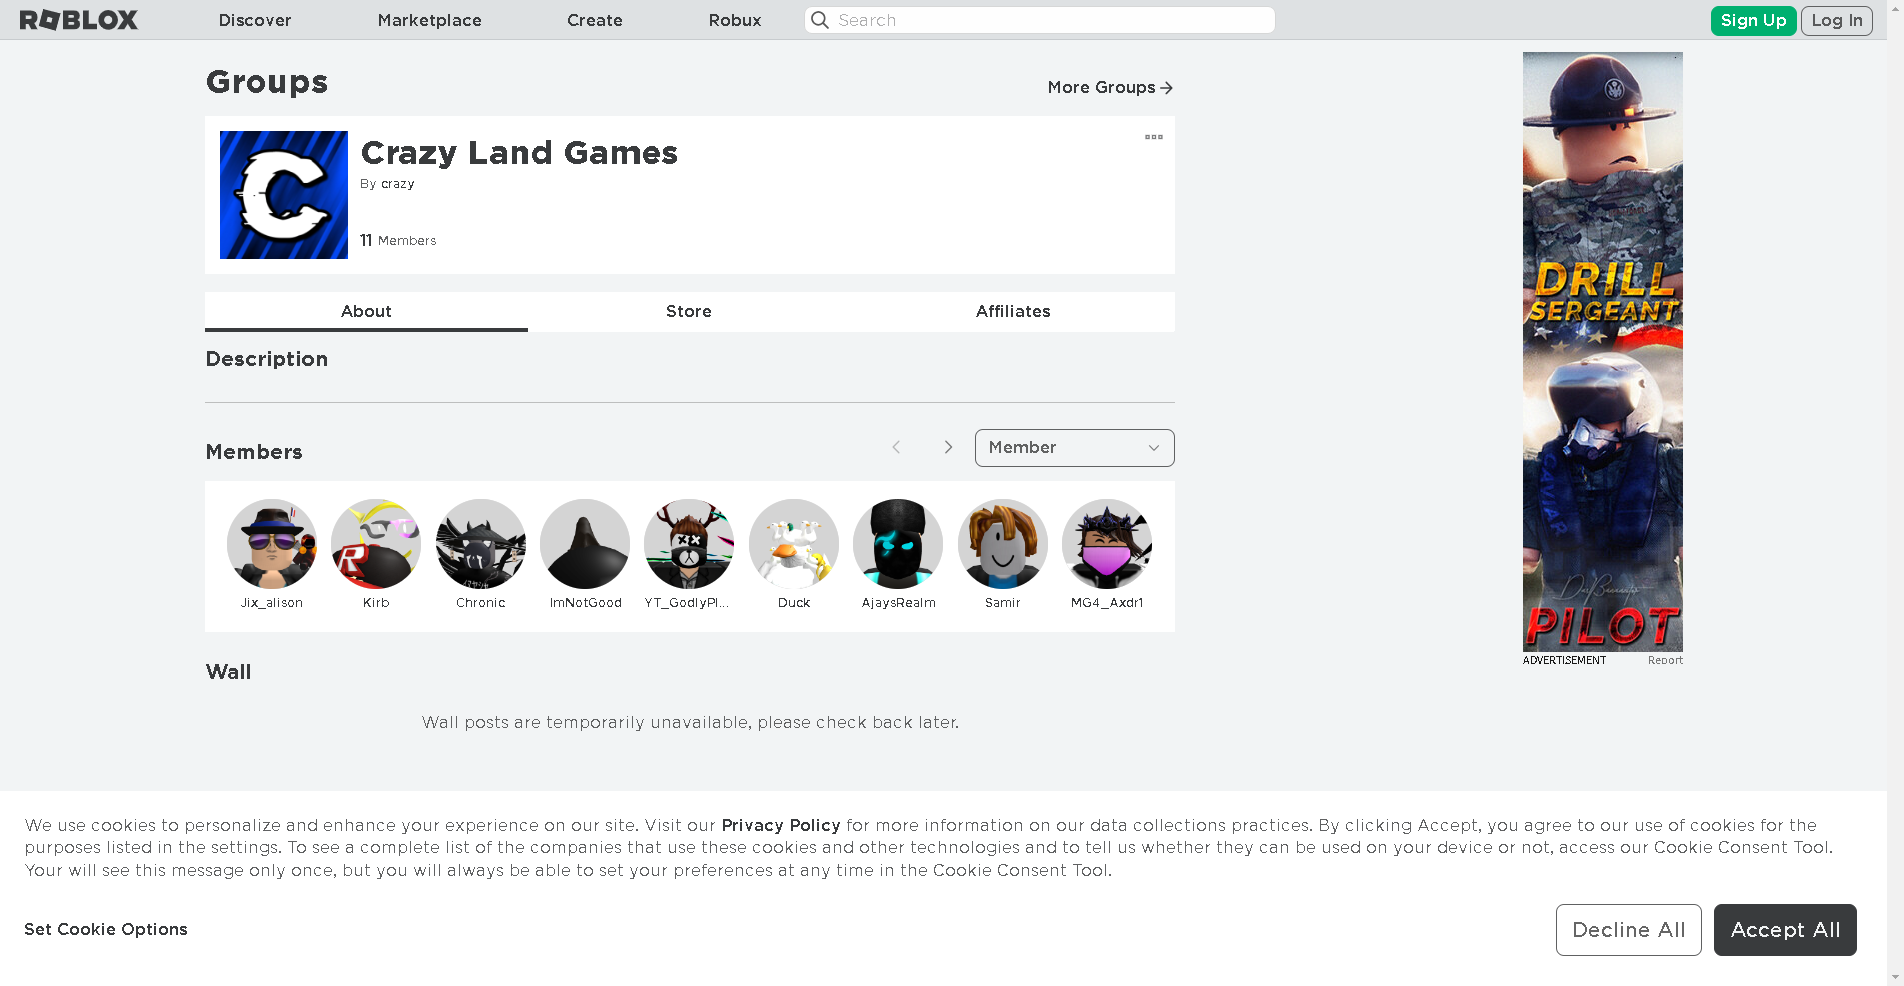 ROBLOX
Discover
Marketplace
Create
Robux
Search
Sign Up
Log In
Groups
More Groups
C
Crazy Land Games
By crazy
11 Members
About
Store
Affiliates
Description
Members
Member
Jix_alison
Kirb
Chronic
ImNotGood
YT_GodlyPl...
Duck
AjaysRealm
Samir
MG4_Axdr1
Wall
Wall posts are temporarily unavailable, please check back later.
DRILL
SERGEANT
PILOT
ADVERTISEMENT
Report
We use cookies to personalize and enhance your experience on our site. Visit our Privacy Policy for more information on our data collections practices. By clicking Accept, you agree to our use of cookies for the
purposes listed in the settings. To see a complete list of the companies that use these cookies and other technologies and to tell us whether they can be used on your device or not, access our Cookie Consent Tool.
Your will see this message only once, but you will always be able to set your preferences at any time in the Cookie Consent Tool.
Set Cookie Options
Decline All
Accept All